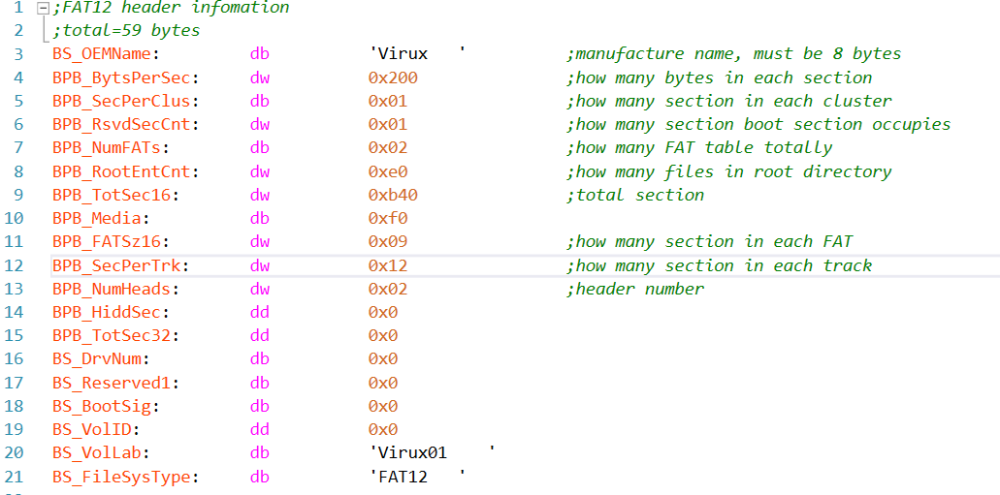 1 ;FAT12 header infomation
2 ;total=59 bytes
3 BS_OEMName: db 'Virux   ' ;manufacture name, must be 8 bytes
4 BPB_BytsPerSec: dw 0x200 ;how many bytes in each section
5 BPB_SecPerClus: db 0x01 ;how many section in each cluster
6 BPB_RsvdSecCnt: dw 0x01 ;how many section boot section occupies
7 BPB_NumFATs: db 0x02 ;how many FAT table totally
8 BPB_RootEntCnt: dw 0xe0 ;how many files in root directory
9 BPB_TotSec16: dw 0xb40 ;total section
10 BPB_Media: db 0xf0
11 BPB_FATSz16: dw 0x09 ;how many section in each FAT
12 BPB_SecPerTrk: dw 0x12 ;how many section in each track
13 BPB_NumHeads: dw 0x02 ;header number
14 BPB_HiddSec: dd 0x0
15 BPB_TotSec32: dd 0x0
16 BS_DrvNum: db 0x0
17 BS_Reserved1: db 0x0
18 BS_BootSig: db 0x0
19 BS_VolID: dd 0x0
20 BS_VolLab: db 'Virux01    '
21 BS_FileSysType: db 'FAT12   '